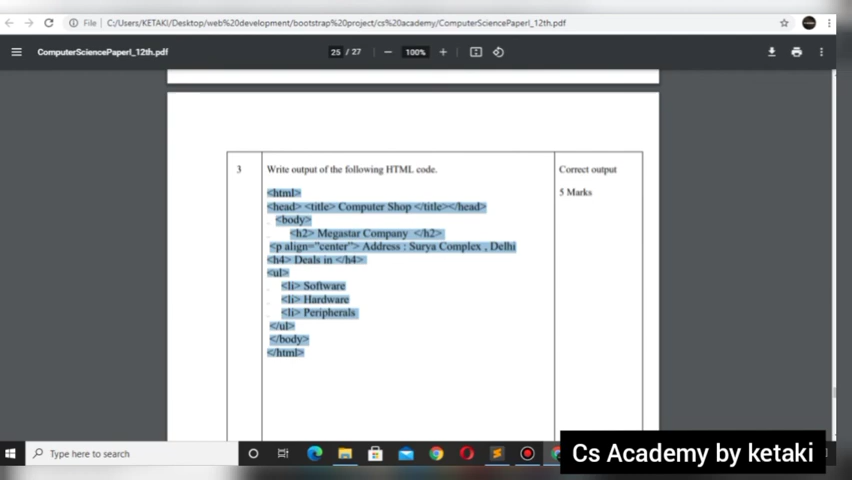 File
C:/Users/KETAKI/Desktop/web%20development/bootstrap%20project/cs%20academy/ComputerSciencePaperI_12th.pdf
ComputerSciencePaperI_12th.pdf
25 / 27
100%
3
Write output of the following HTML code.
Correct output
5 Marks
<html>
<head> <title> Computer Shop </title></head>
<body>
<h2> Megastar Company </h2>
<p align="center"> Address : Surya Complex , Delhi
<h4> Deals in </h4>
<ul>
<li> Software
<li> Hardware
<li> Peripherals
</ul>
</body>
</html>
Type here to search
Cs Academy by ketaki